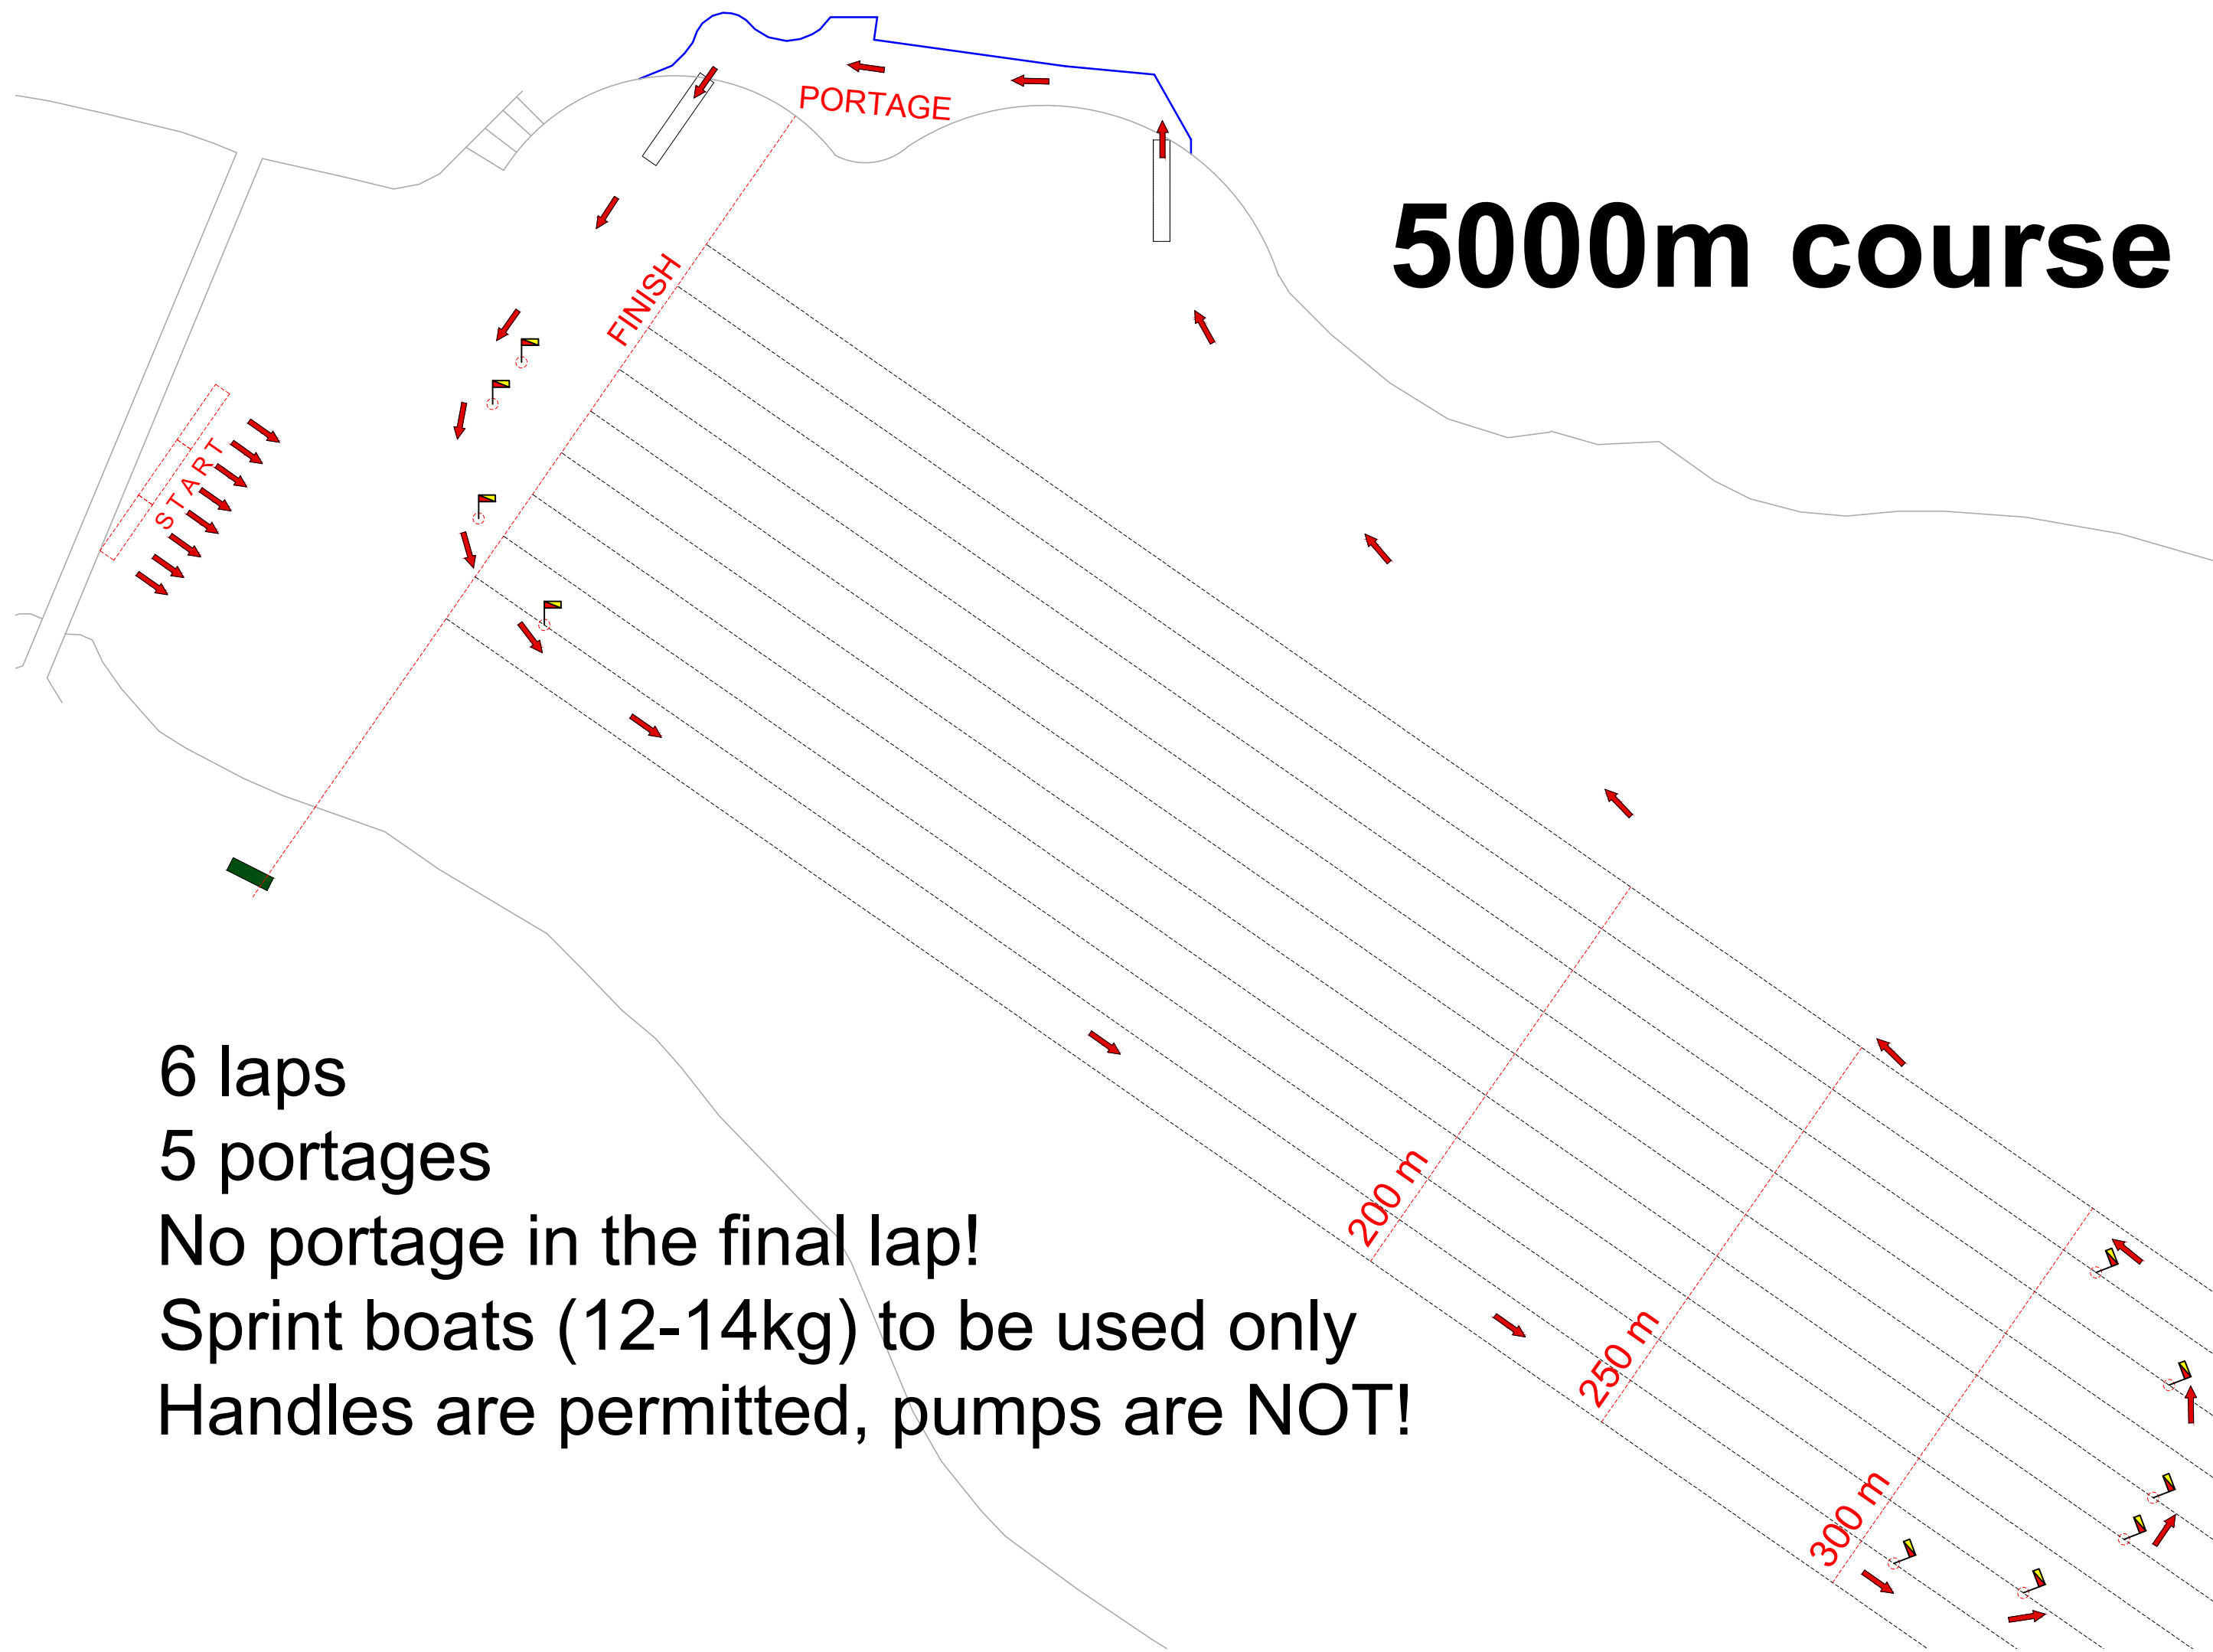 PORTAGE
5000m course
FINISH
START
200 m
250 m
300 m
6 laps
5 portages
No portage in the final lap!
Sprint boats (12-14kg) to be used only
Handles are permitted, pumps are NOT!